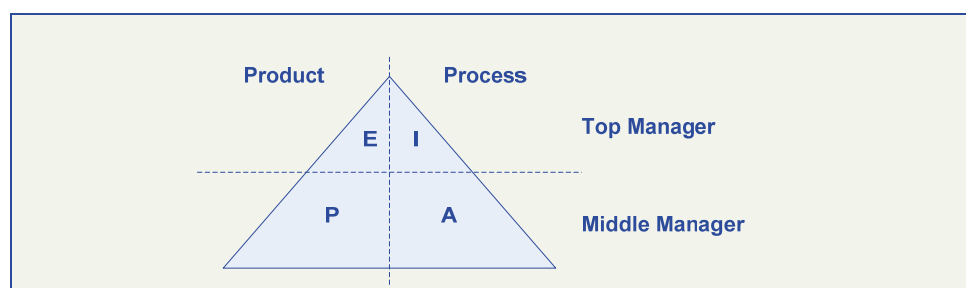 Product Process
Top Manager
E I
P A
Middle Manager